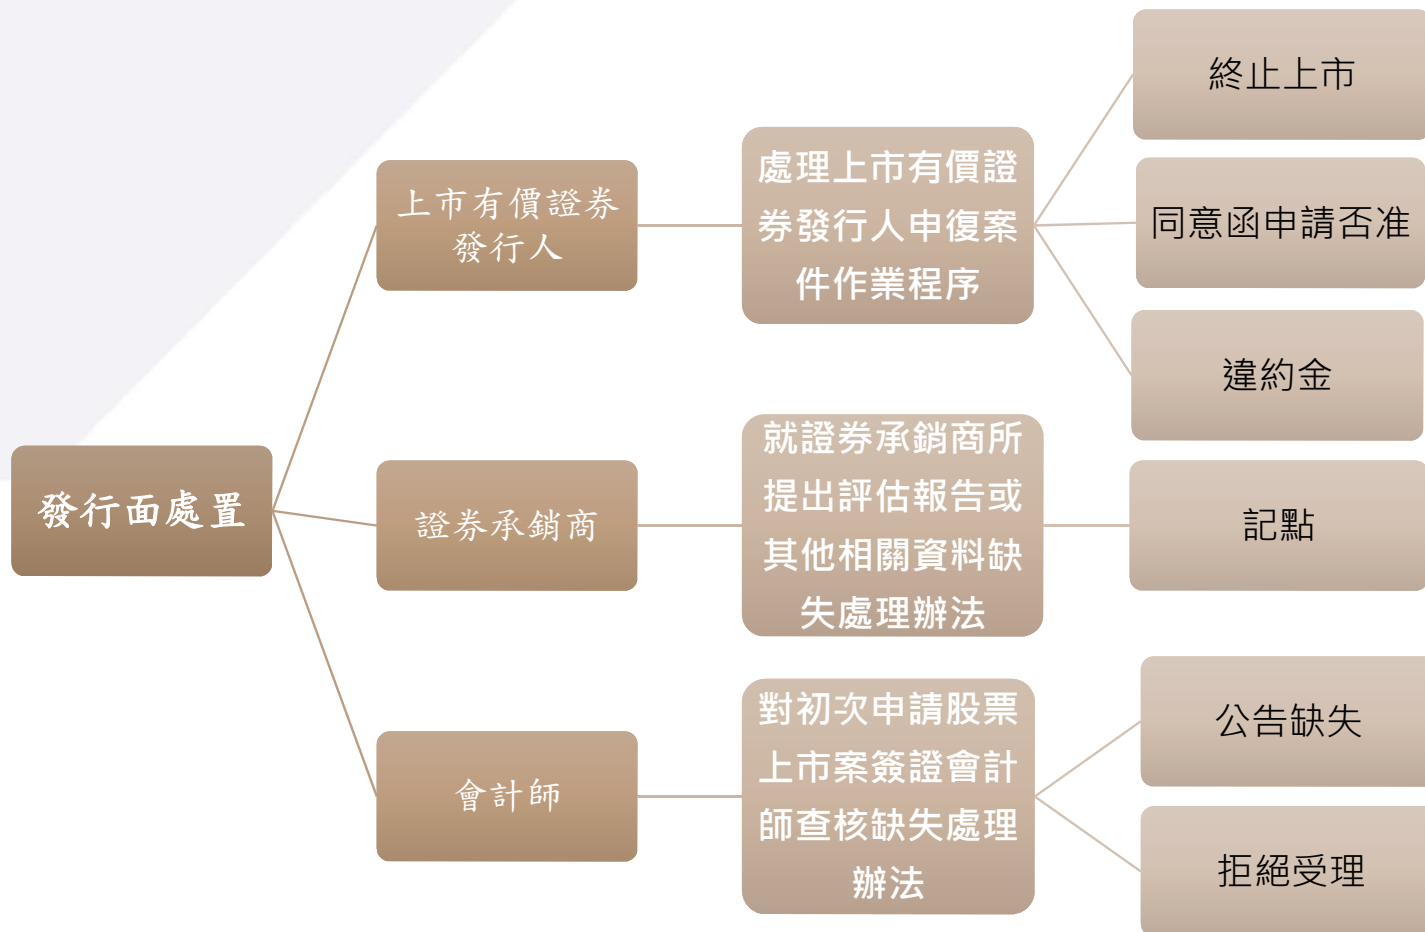 發行面處置
上市有價證券
發行人
處理上市有價證
券發行人申復案
件作業程序
終止上市
同意函申請否准
違約金
證券承銷商
就證券承銷商所
提出評估報告或
其他相關資料缺
失處理辦法
記點
會計師
對初次申請股票
上市案簽證會計
師查核缺失處理
辦法
公告缺失
拒絕受理